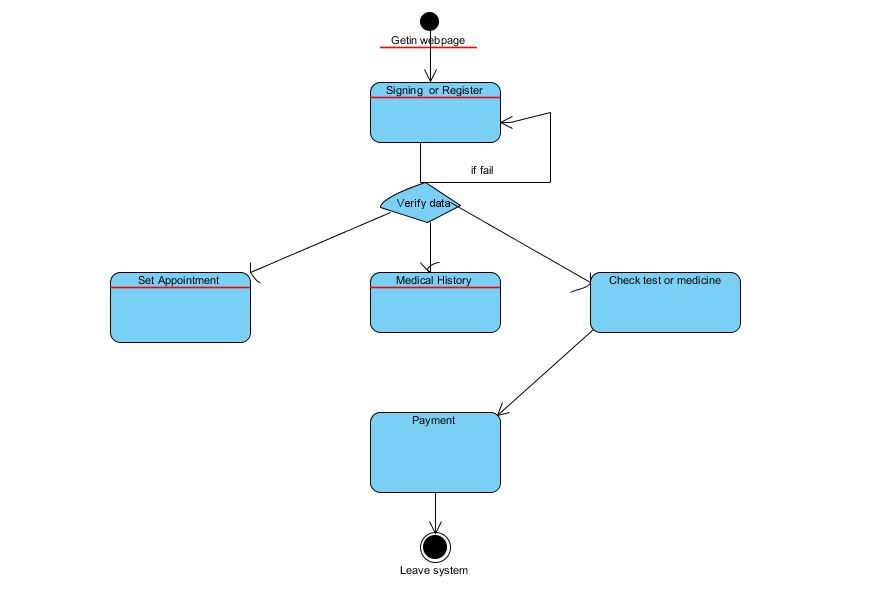 Getin webpage
Signing or Register
if fail
Verify data
Set Appointment
Medical History
Check test or medicine
Payment
Leave system